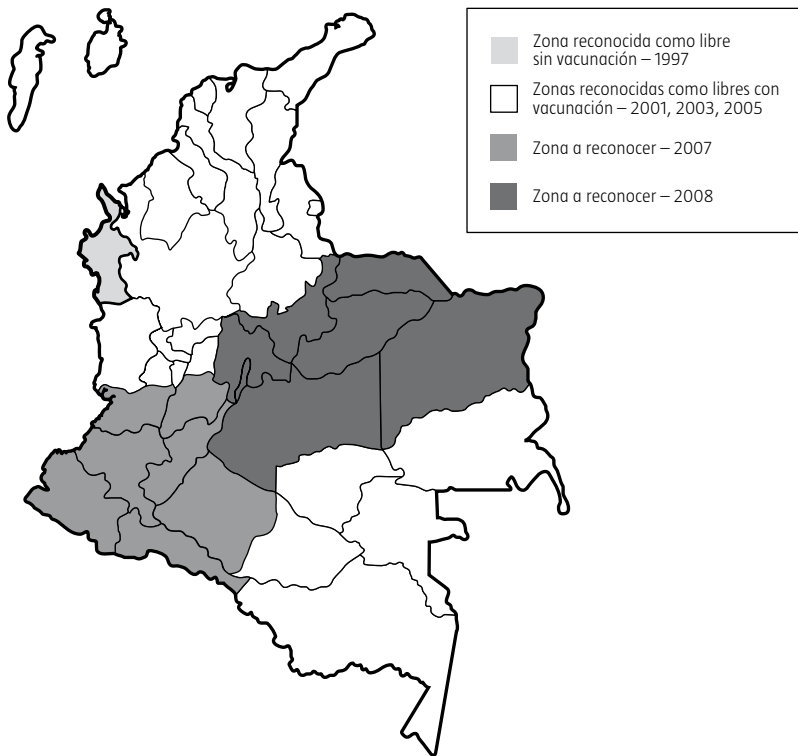 Zona reconocida como libre
sin vacunación – 1997
Zonas reconocidas como libres con
vacunación – 2001, 2003, 2005
Zona a reconocer – 2007
Zona a reconocer – 2008